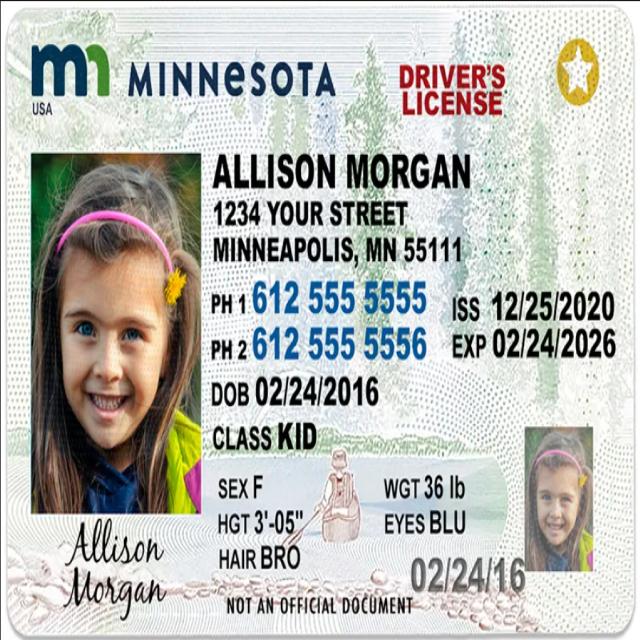 mn MINNeSOTA
USA
DRIVER'S
LICENSE
ALLISON MORGAN
1234 YOUR STREET
MINNEAPOLIS, MN 55111
PH 1 612 555 5555
ISS 12/25/2020
PH 2 612 555 5556
EXP 02/24/2026
DOB 02/24/2016
CLASS KID
SEX F
WGT 36 lb
HGT 3'-05"
EYES BLU
HAIR BRO
02/24/16
Allison
Morgan
NOT AN OFFICIAL DOCUMENT